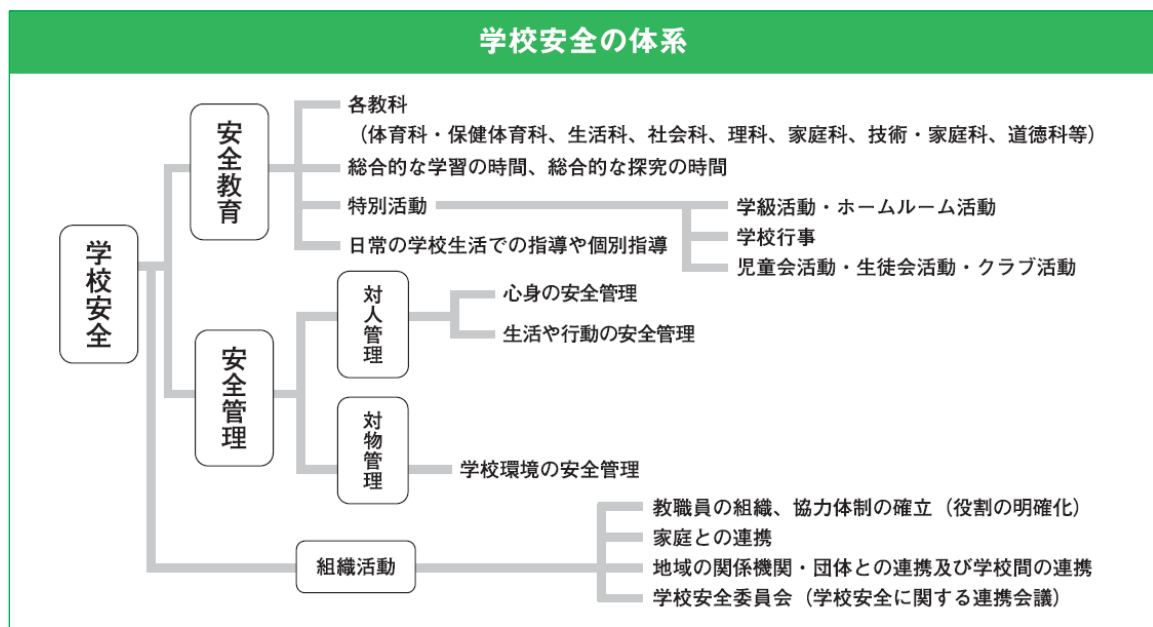 学校安全の体系
各教科
（体育科・保健体育科、生活科、社会科、理科、家庭科、技術・家庭科、道徳科等）
総合的な学習の時間、総合的な探究の時間
特別活動
学級活動・ホームルーム活動
学校行事
児童会活動・生徒会活動・クラブ活動
日常の学校生活での指導や個別指導
安全教育
学校安全
安全管理
対人管理
心身の安全管理
生活や行動の安全管理
対物管理
学校環境の安全管理
組織活動
教職員の組織、協力体制の確立（役割の明確化）
家庭との連携
地域の関係機関・団体との連携及び学校間の連携
学校安全委員会（学校安全に関する連携会議）